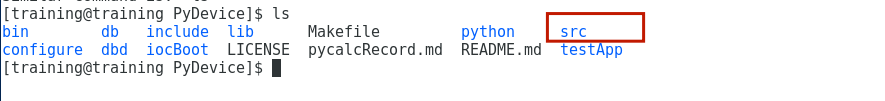 [training@training PyDevice]$ ls
bin db include lib Makefile python src
configure dbd iocBoot LICENSE pycalcRecord.md README.md testApp
[training@training PyDevice]$